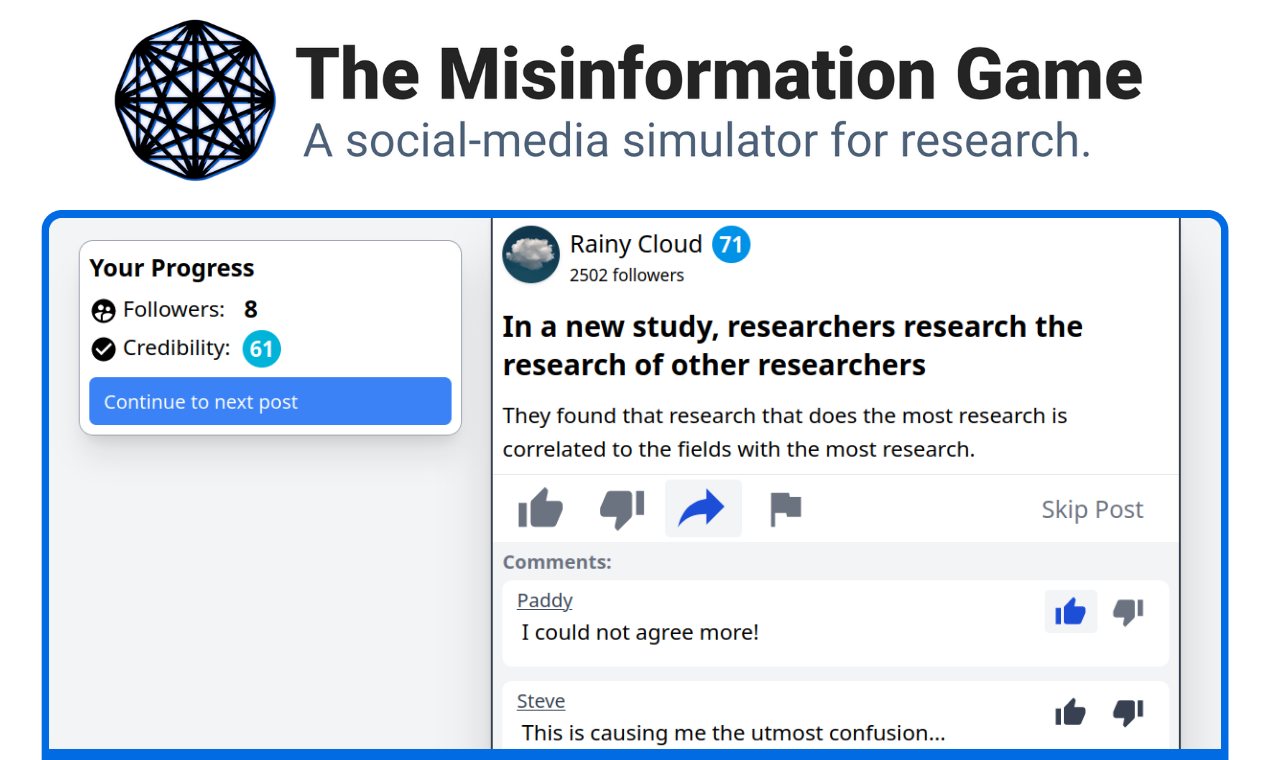 The Misinformation Game
A social-media simulator for research.
Your Progress
Followers: 8
Credibility: 61
Continue to next post
Rainy Cloud 71
2502 followers
In a new study, researchers research the
research of other researchers
They found that research that does the most research is
correlated to the fields with the most research.
Skip Post
Comments:
Paddy
I could not agree more!
Steve
This is causing me the utmost confusion...